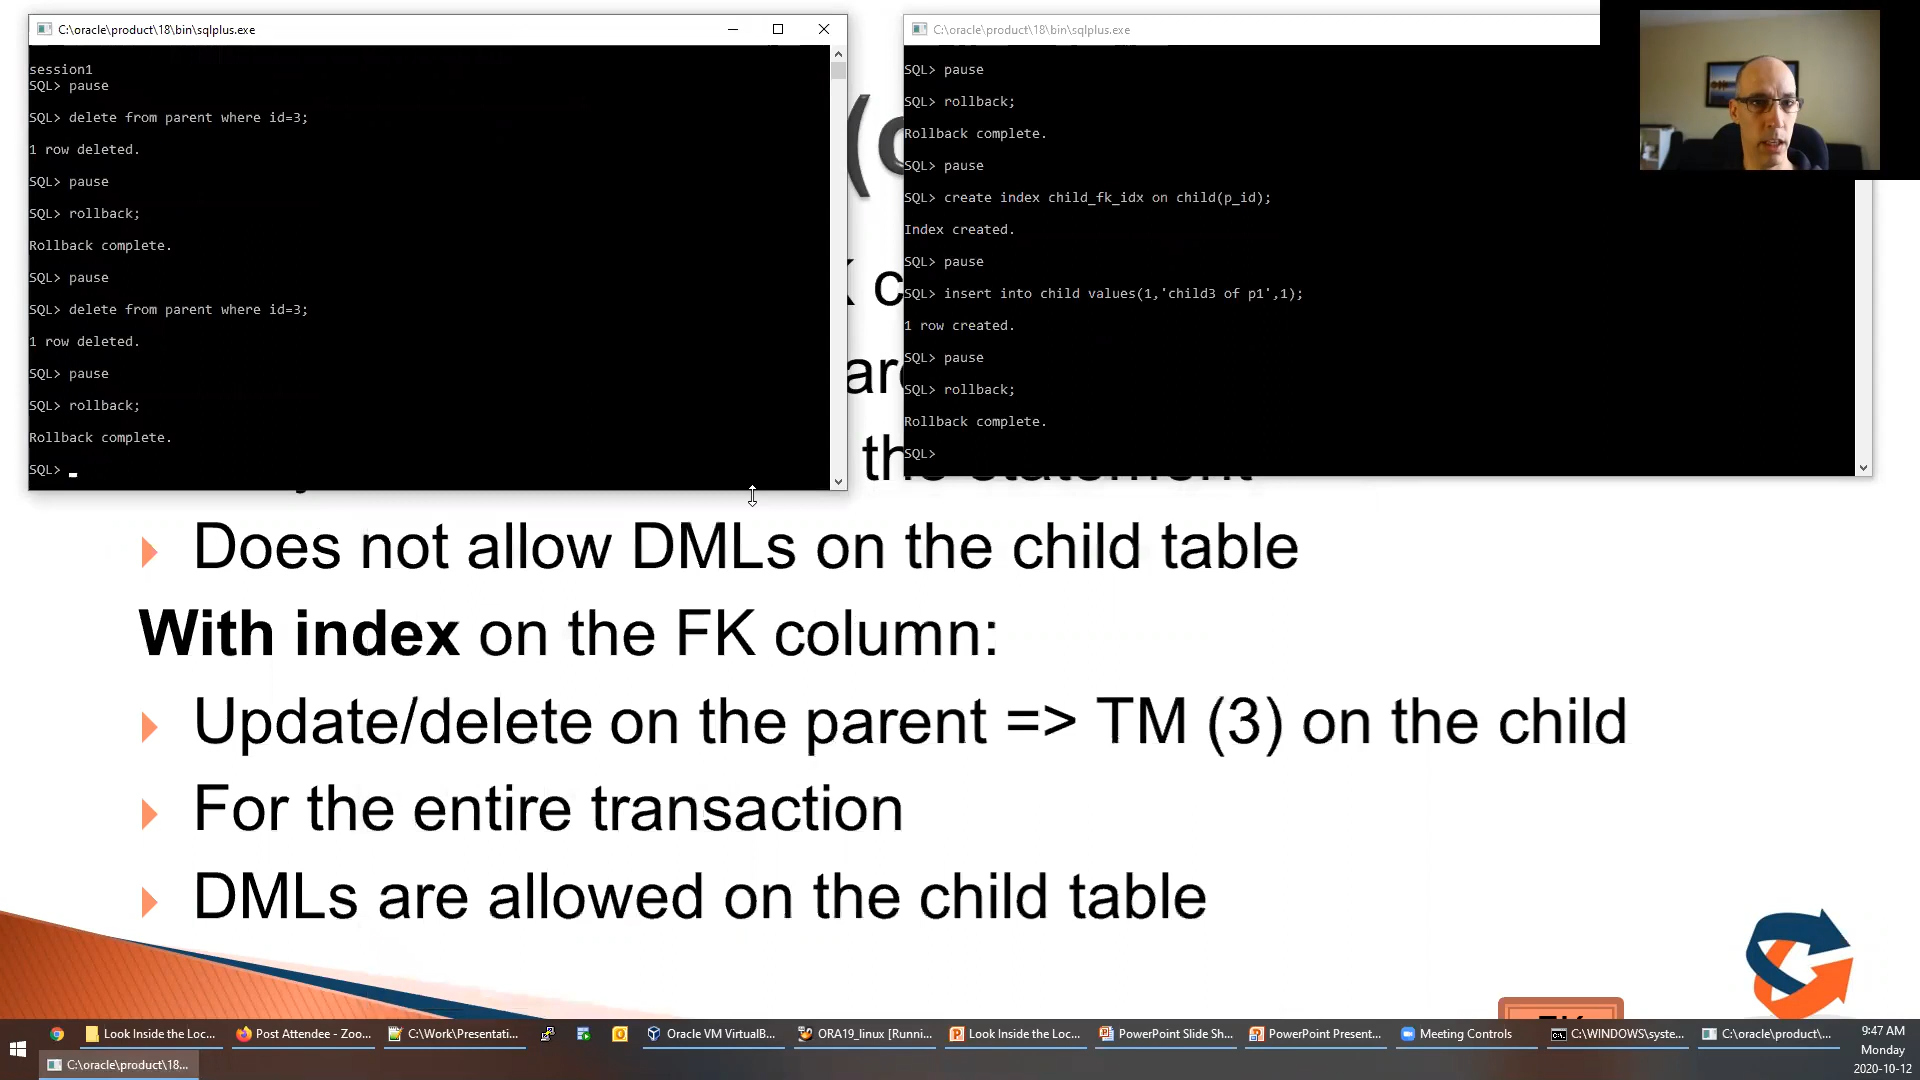 C:\oracle\product\18\bin\sqlplus.exe
session1
SQL> pause
SQL> delete from parent where id=3;
1 row deleted.
SQL> pause
SQL> rollback;
Rollback complete.
SQL> pause
SQL> delete from parent where id=3;
1 row deleted.
SQL> pause
SQL> rollback;
Rollback complete.
SQL>
C:\oracle\product\18\bin\sqlplus.exe
SQL> pause
SQL> rollback;
Rollback complete.
SQL> pause
SQL> create index child_fk_idx on child(p_id);
Index created.
SQL> pause
SQL> insert into child values(1,'child3 of p1',1);
1 row created.
SQL> pause
SQL> rollback;
Rollback complete.
SQL>
the statement
Does not allow DMLs on the child table
With index on the FK column:
Update/delete on the parent => TM (3) on the child
For the entire transaction
DMLs are allowed on the child table
Look Inside the Loc...
Post Attendee - Zoo...
C:\Work\Presentati...
Oracle VM VirtualB...
ORA19_linux [Runni...
Look Inside the Loc...
PowerPoint Slide Sh...
PowerPoint Present...
Meeting Controls
C:\WINDOWS\syste...
C:\oracle\product\...
C:\oracle\product\18...
9:47 AM
Monday
2020-10-12